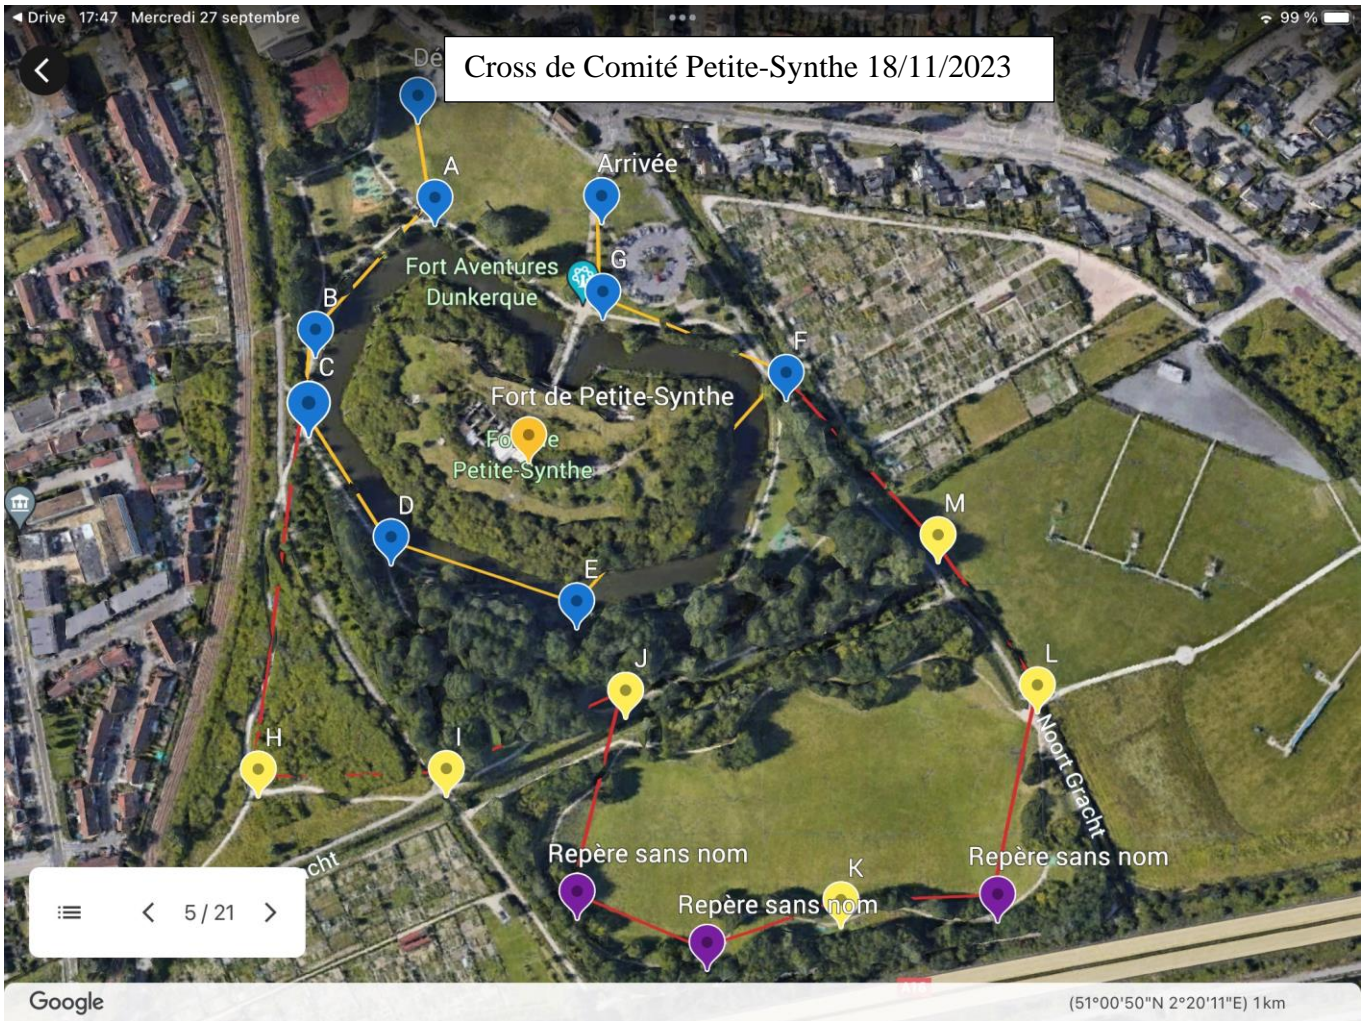 Drive 17:47 Mercredi 27 septembre
99 %
Dé
Cross de Comité Petite-Synthe 18/11/2023
A
Arrivée
Fort Aventures
Dunkerque
G
B
C
F
Fort de Petite-Synthe
Petite-Synthe
D
M
E
J
L
H
I
Noort Gracht
Repère sans nom
K
Repère sans nom
Repère sans nom
cht
5 / 21
Google
(51°00'50"N 2°20'11"E) 1 km